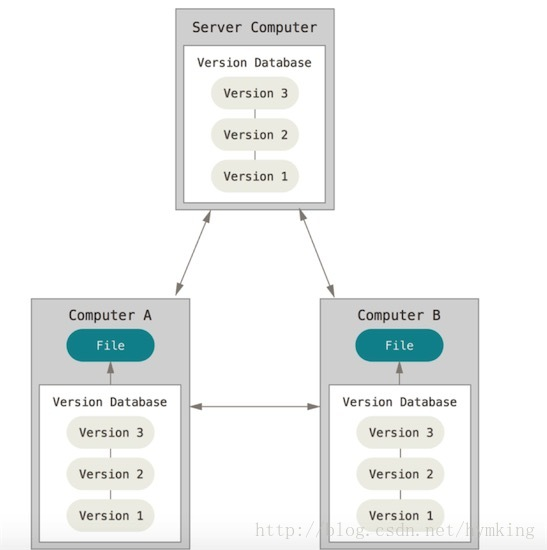 Server Computer
Version Database
Version 3
Version 2
Version 1
Computer A
File
Version Database
Version 3
Version 2
Version 1
Computer B
File
Version Database
Version 3
Version 2
Version 1
http://blog.csdn.net/hymking